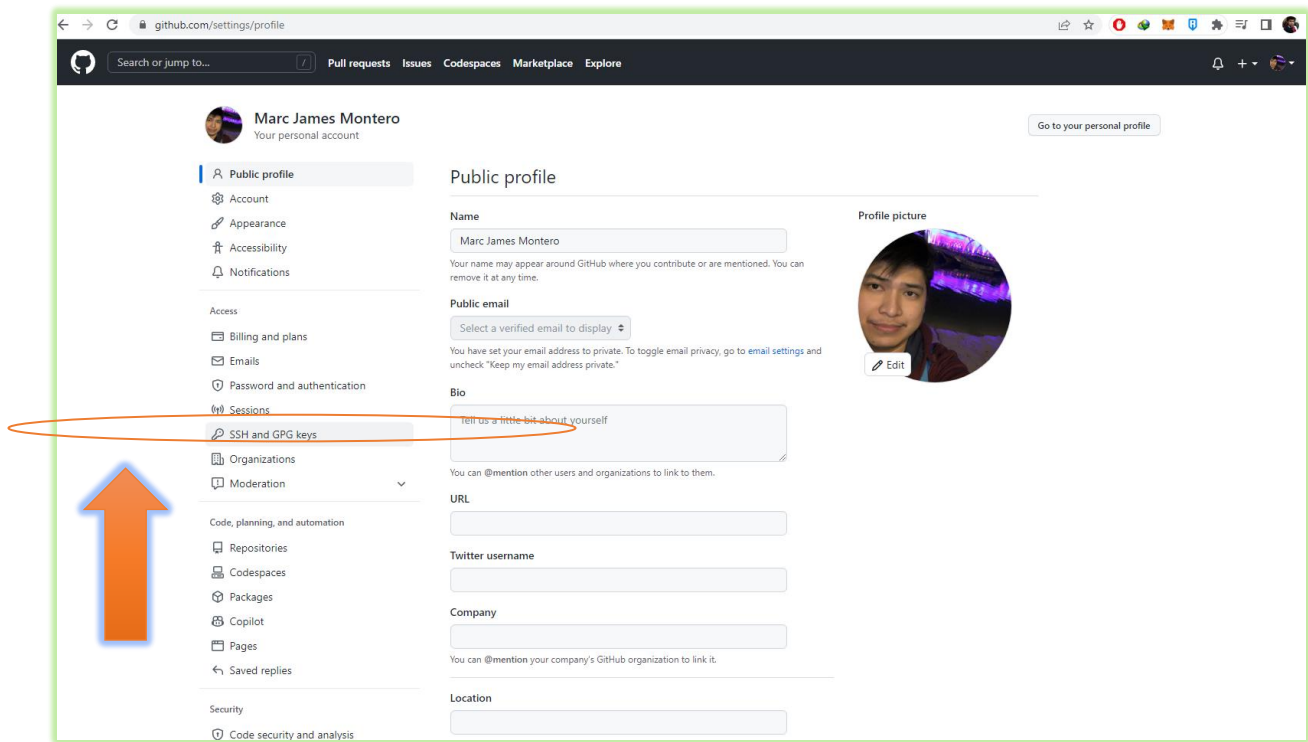 github.com/settings/profile
Search or jump to...
/
Pull requests Issues Codespaces Marketplace Explore
Marc James Montero
Your personal account
Go to your personal profile
Public profile
Account
Appearance
Accessibility
Notifications
Access
Billing and plans
Emails
Password and authentication
Sessions
SSH and GPG keys
Organizations
Moderation
Code, planning, and automation
Repositories
Codespaces
Packages
Copilot
Pages
Saved replies
Security
Code security and analysis
Public profile
Name
Marc James Montero
Your name may appear around GitHub where you contribute or are mentioned. You can
remove it at any time.
Public email
Select a verified email to display
You have set your email address to private. To toggle email privacy, go to email settings and
uncheck "Keep my email address private."
Bio
Tell us a little bit about yourself
You can @mention other users and organizations to link to them.
URL
Twitter username
Company
You can @mention your company's GitHub organization to link it.
Location
Profile picture
Edit